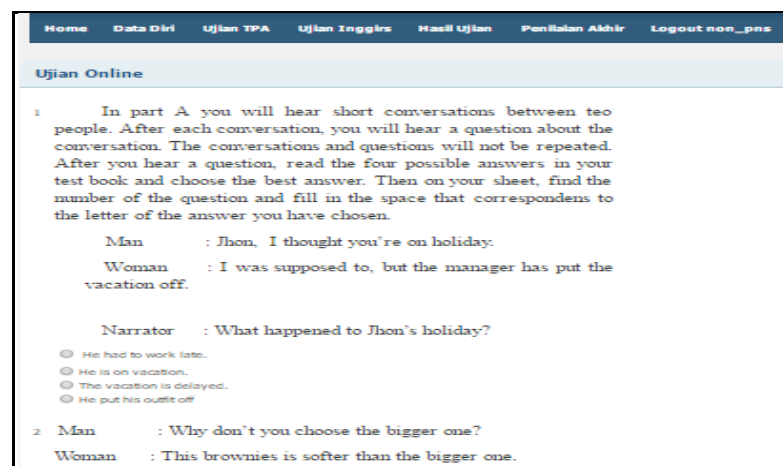 Home Data Diri Ujian TPA Ujian Inggirs Hasil Ujian Penilaian Akhir Logout non_pns
Ujian Online
1 In part A you will hear short conversations between teo
people. After each conversation, you will hear a question about the
conversation. The conversations and questions will not be repeated.
After you hear a question, read the four possible answers in your
test book and choose the best answer. Then on your sheet, find the
number of the question and fill in the space that correspondens to
the letter of the answer you have chosen.
Man : Jhon, I thought you're on holiday.
Woman : I was supposed to, but the manager has put the
vacation off.
Narrator : What happened to Jhon's holiday?
He had to work late.
He is on vacation.
The vacation is delayed.
He put his outfit off
2 Man : Why don't you choose the bigger one?
Woman : This brownies is softer than the bigger one.